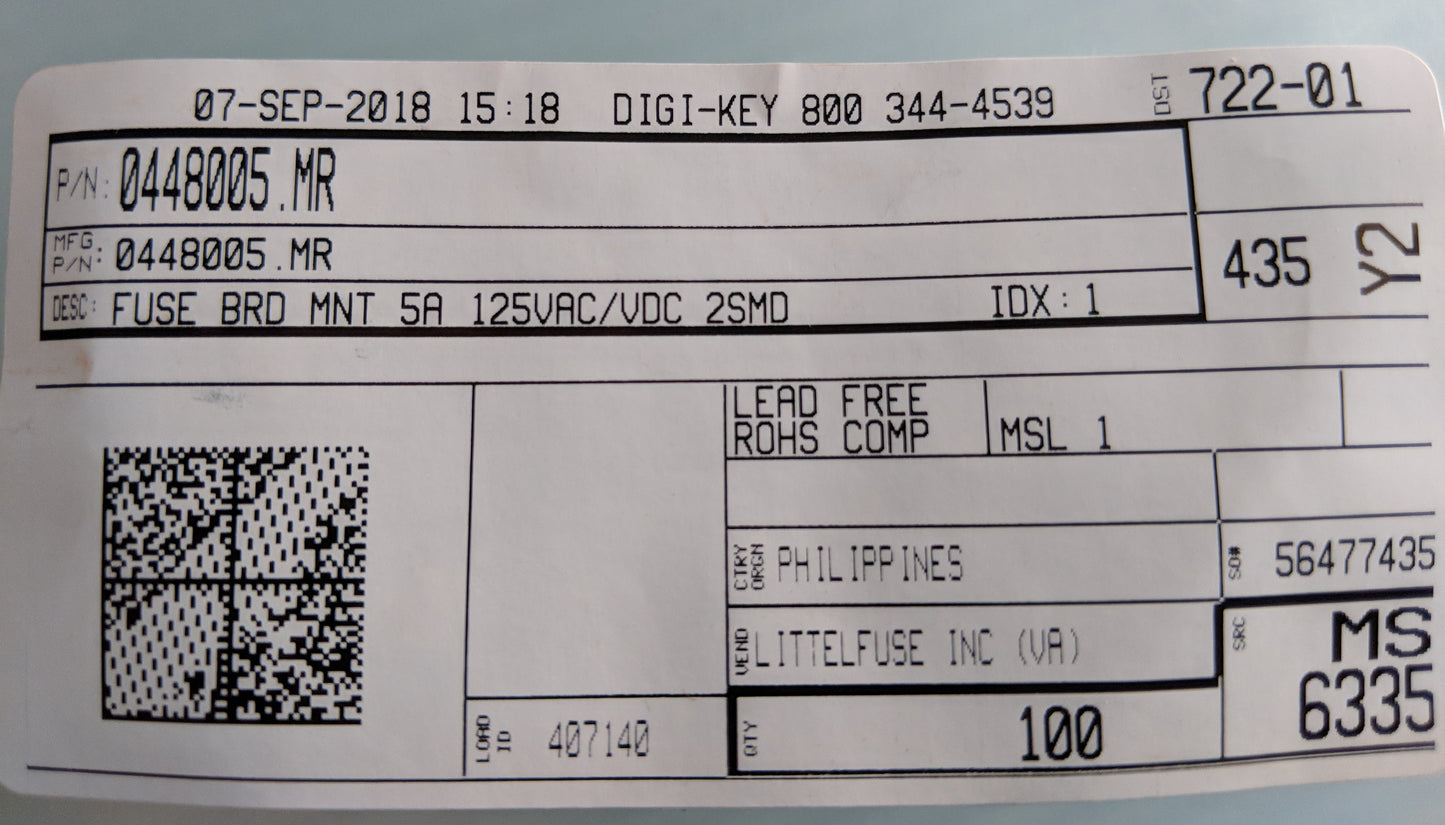 07-SEP-2018 15:18 DIGI-KEY 800 344-4539 DST 722-01
P/N: 0448005.MR
MFG. P/N: 0448005.MR
435 Y2
DESC: FUSE BRD MNT 5A 125VAC/VDC 2SMD IDX: 1
LEAD FREE
ROHS COMP
MSL 1
CTRY ORGN PHILIPPINES
SO# 56477435
VEND LITTELFUSE INC (VA)
SRC MS
6335
LOAD ID 407140
QTY 100